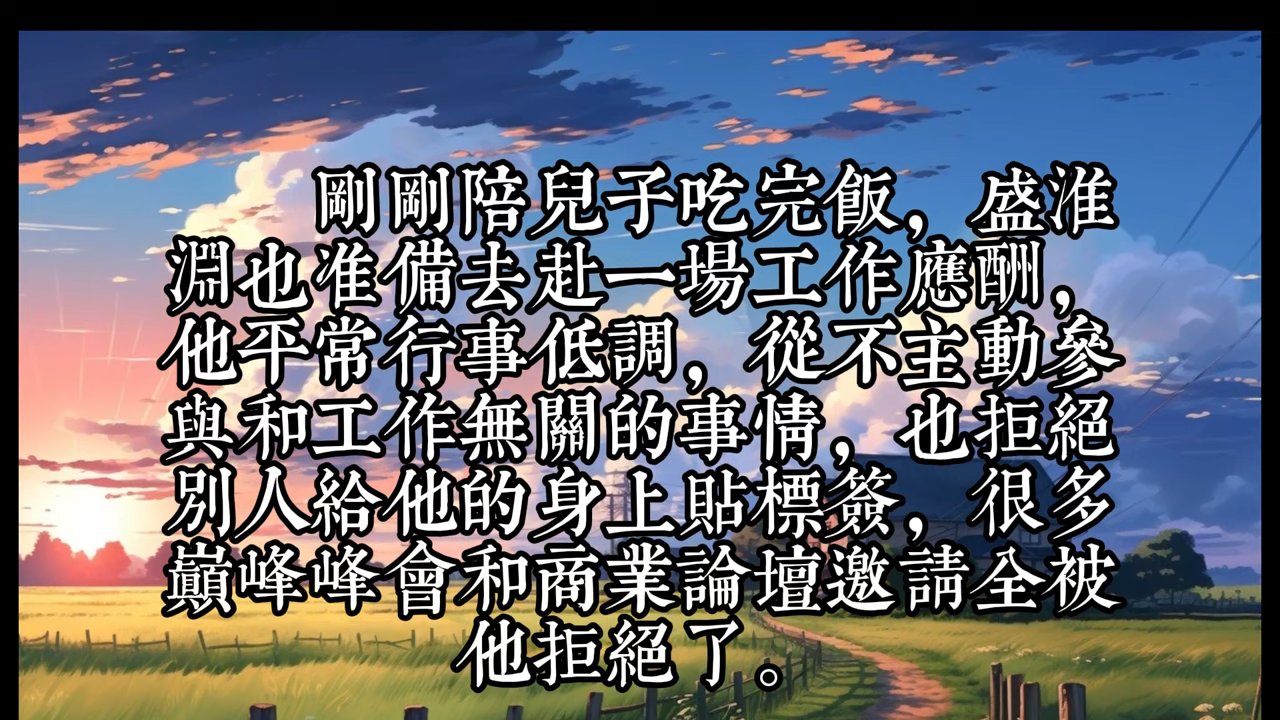 剛剛陪兒子吃完飯，盛淮
淵也准備去赴一場工作應酬，
他平常行事低調，從不主動參
與和工作無關的事情，也拒絕
別人給他的身上貼標簽，很多
巔峰峰會和商業論壇邀請全被
他拒絕了。